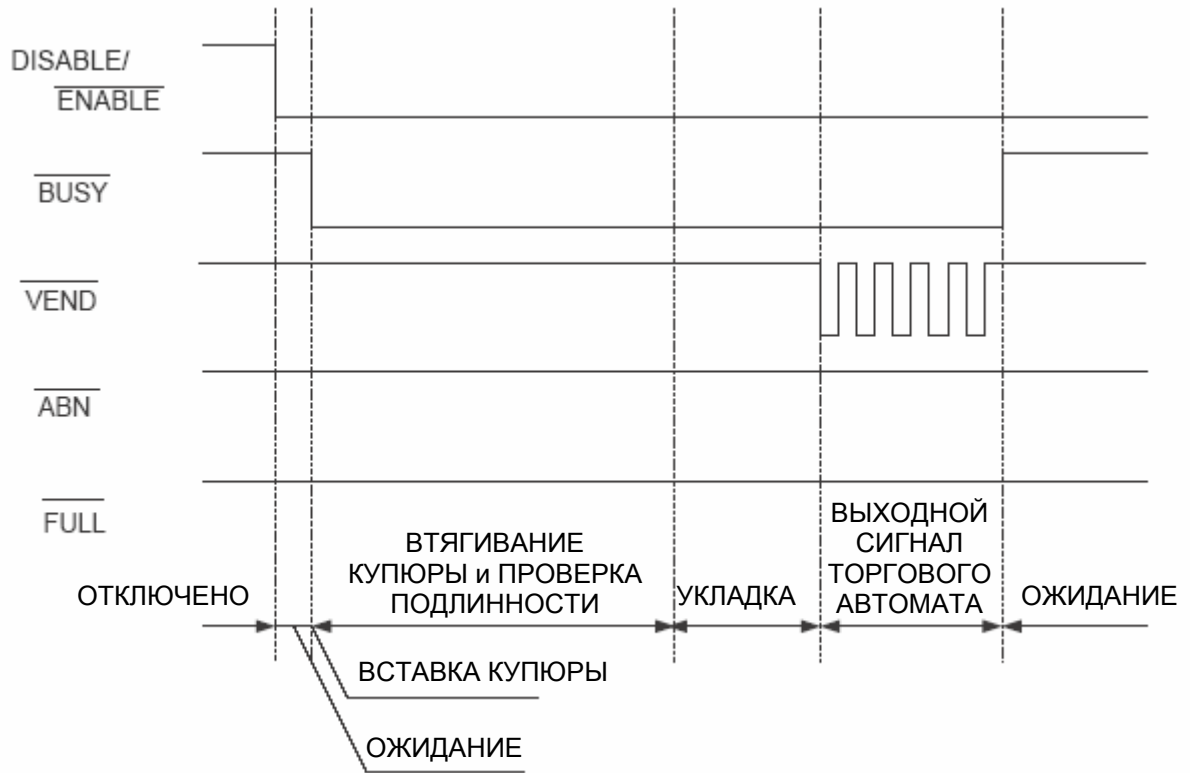 DISABLE/
ENABLE
BUSY
VEND
ABN
FULL
ОТКЛЮЧЕНО
ВТЯГИВАНИЕ
КУПЮРЫ и ПРОВЕРКА
ПОДЛИННОСТИ
УКЛАДКА
ВЫХОДНОЙ
СИГНАЛ
ТОРГОВОГО
АВТОМАТА
ОЖИДАНИЕ
ВСТАВКА КУПЮРЫ
ОЖИДАНИЕ